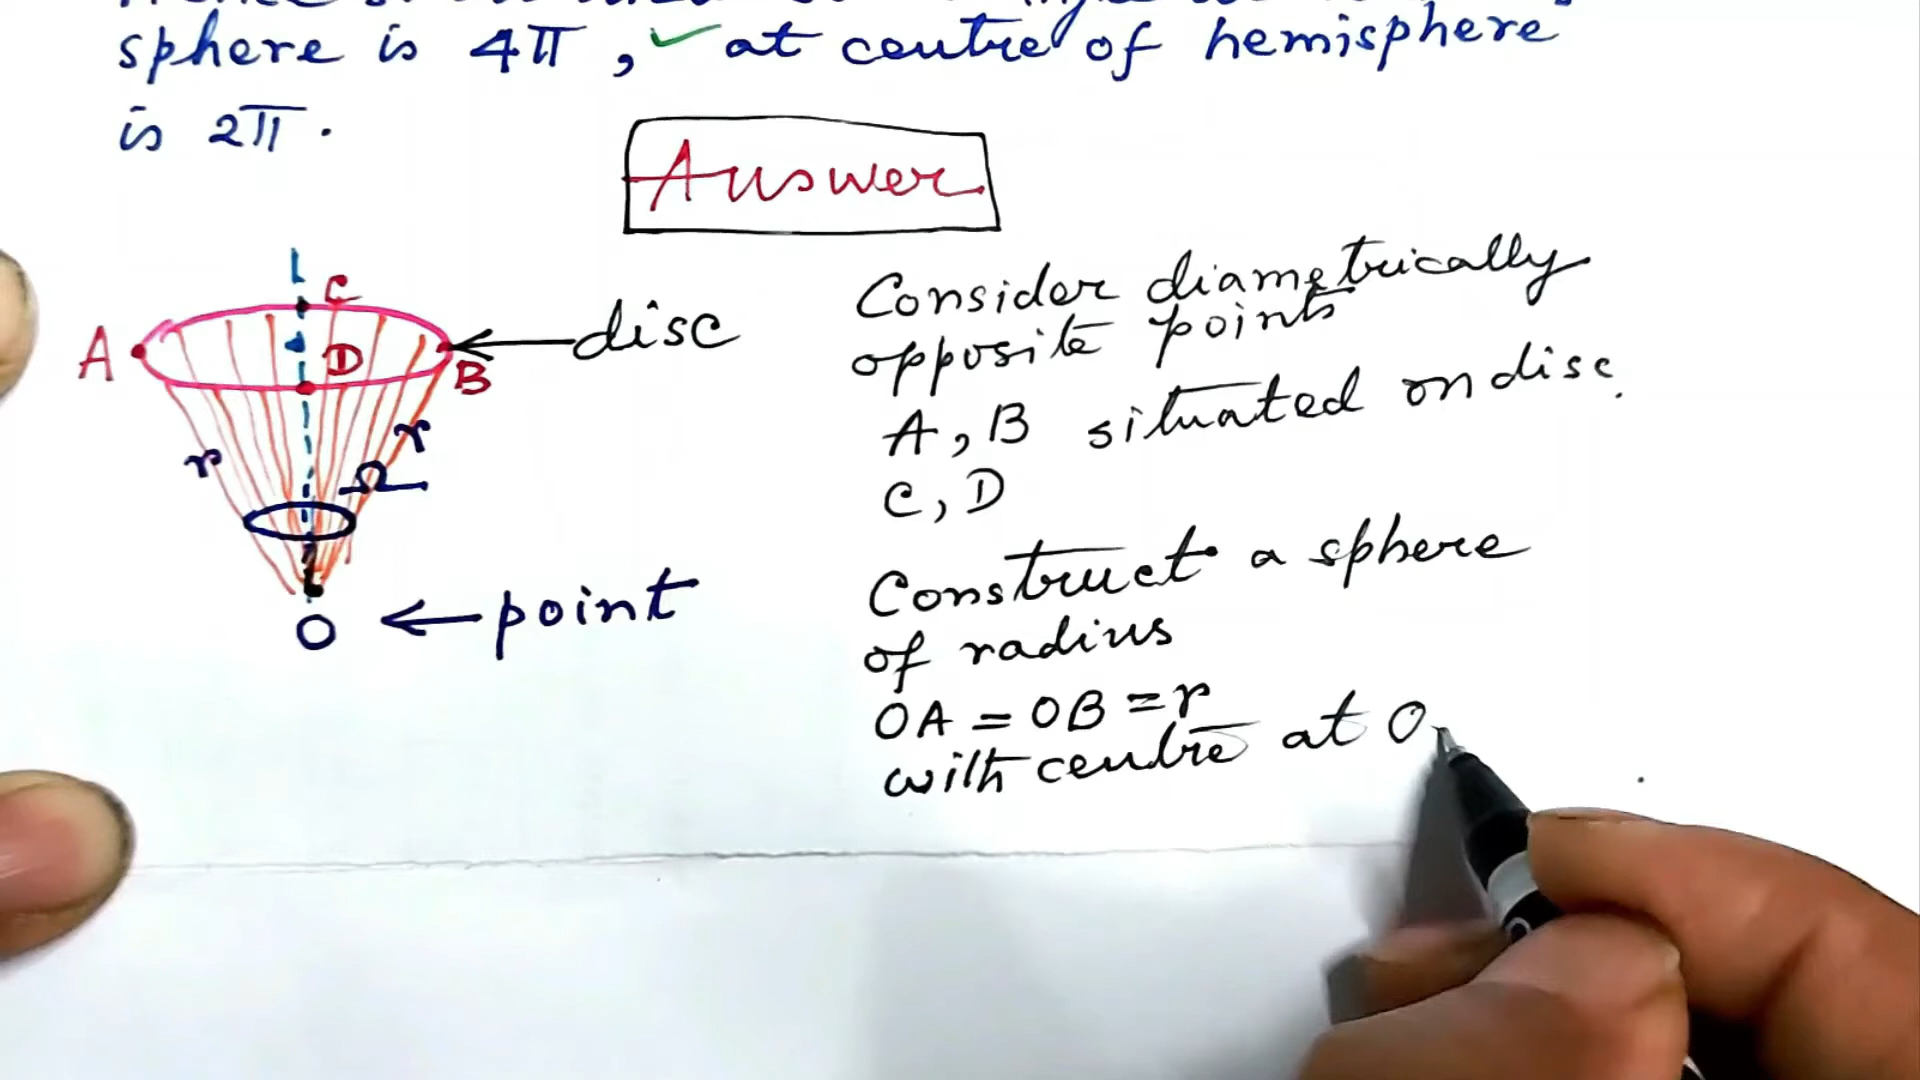 sphere is 4π, ✓ at centre of hemisphere
is 2π.
Answer
C
A
D
B
disc
r
r
Ω
O
← point
Consider diametrically
opposite points
A, B situated on disc.
C, D
Construct a sphere
of radius
OA = OB = r
with centre at O